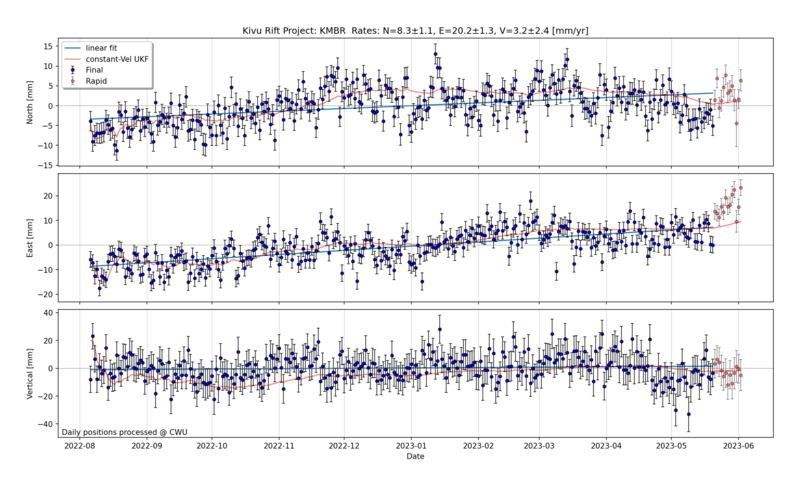 Kivu Rift Project: KMBR Rates: N=8.3±1.1, E=20.2±1.3, V=3.2±2.4 [mm/yr]
linear fit
constant-Vel UKF
Final
Rapid
North [mm]
15
10
5
0
−5
−10
−15
East [mm]
20
10
0
−10
−20
Vertical [mm]
40
20
0
−20
−40
Daily positions processed @ CWU
2022-08 2022-09 2022-10 2022-11 2022-12 2023-01 2023-02 2023-03 2023-04 2023-05 2023-06
Date